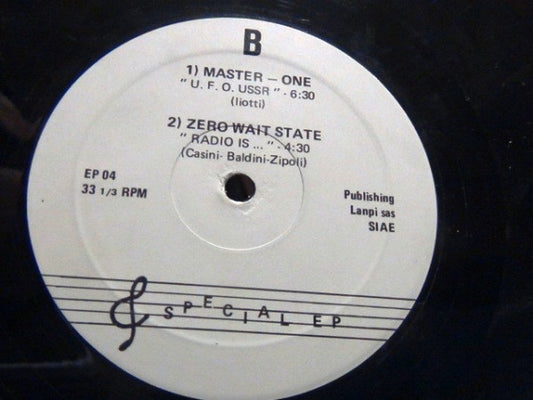 B
1) MASTER – ONE
" U. F. O. USSR " - 6:30
(liotti)
2) ZERO WAIT STATE
" RADIO IS ... " - 4:30
(Casini- Baldini-Zipoli)
EP 04
33 1/3 RPM
Publishing
Lanpi sas
SIAE
SPECIAL EP